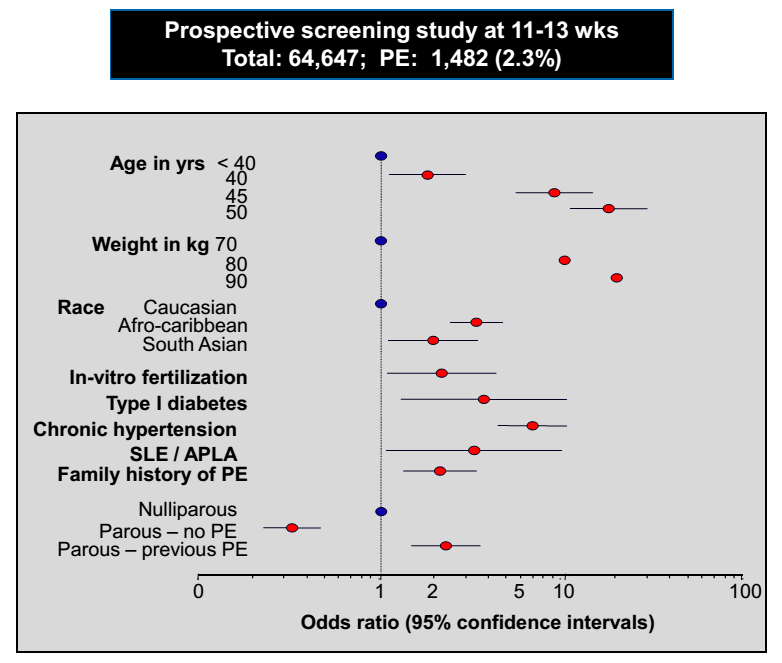 Prospective screening study at 11-13 wks
Total: 64,647; PE: 1,482 (2.3%)
Age in yrs < 40
40
45
50
Weight in kg 70
80
90
Race Caucasian
Afro-caribbean
South Asian
In-vitro fertilization
Type I diabetes
Chronic hypertension
SLE / APLA
Family history of PE
Nulliparous
Parous – no PE
Parous – previous PE
0 1 2 5 10 100
Odds ratio (95% confidence intervals)